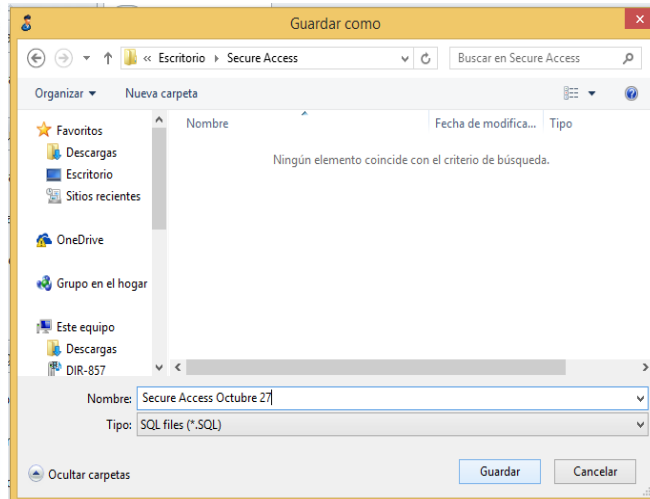 Guardar como
« Escritorio Secure Access
Buscar en Secure Access
Organizar
Nueva carpeta
Favoritos
Descargas
Escritorio
Sitios recientes
OneDrive
Grupo en el hogar
Este equipo
Descargas
DIR-857
Nombre
Fecha de modifica...
Tipo
Ningún elemento coincide con el criterio de búsqueda.
Nombre: Secure Access Octubre 27
Tipo: SQL files (*.SQL)
Ocultar carpetas
Guardar
Cancelar